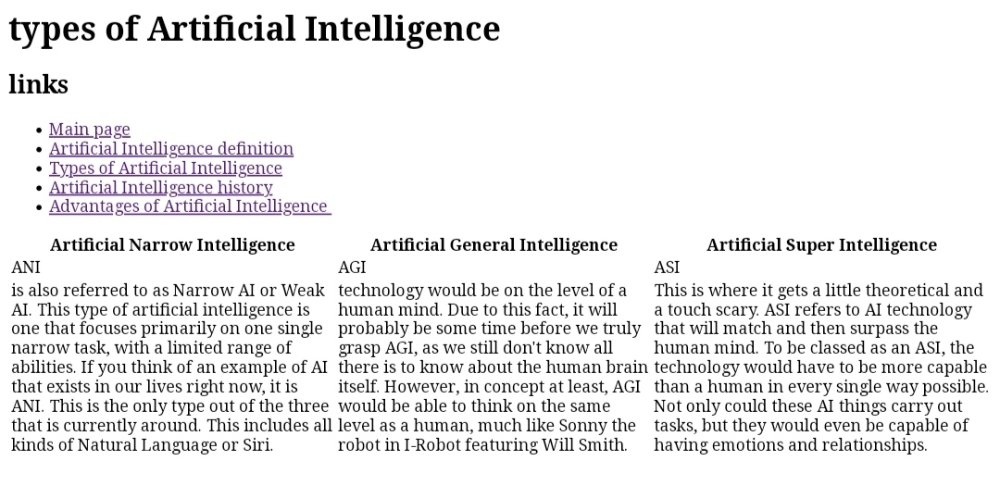 types of Artificial Intelligence
links
Main page
Artificial Intelligence definition
Types of Artificial Intelligence
Artificial Intelligence history
Advantages of Artificial Intelligence
Artificial Narrow Intelligence
ANI
is also referred to as Narrow AI or Weak
AI. This type of artificial intelligence is
one that focuses primarily on one single
narrow task, with a limited range of
abilities. If you think of an example of AI
that exists in our lives right now, it is
ANI. This is the only type out of the three
that is currently around. This includes all
kinds of Natural Language or Siri.
Artificial General Intelligence
AGI
technology would be on the level of a
human mind. Due to this fact, it will
probably be some time before we truly
grasp AGI, as we still don't know all
there is to know about the human brain
itself. However, in concept at least, AGI
would be able to think on the same
level as a human, much like Sonny the
robot in I-Robot featuring Will Smith.
Artificial Super Intelligence
ASI
This is where it gets a little theoretical and
a touch scary. ASI refers to AI technology
that will match and then surpass the
human mind. To be classed as an ASI, the
technology would have to be more capable
than a human in every single way possible.
Not only could these AI things carry out
tasks, but they would even be capable of
having emotions and relationships.